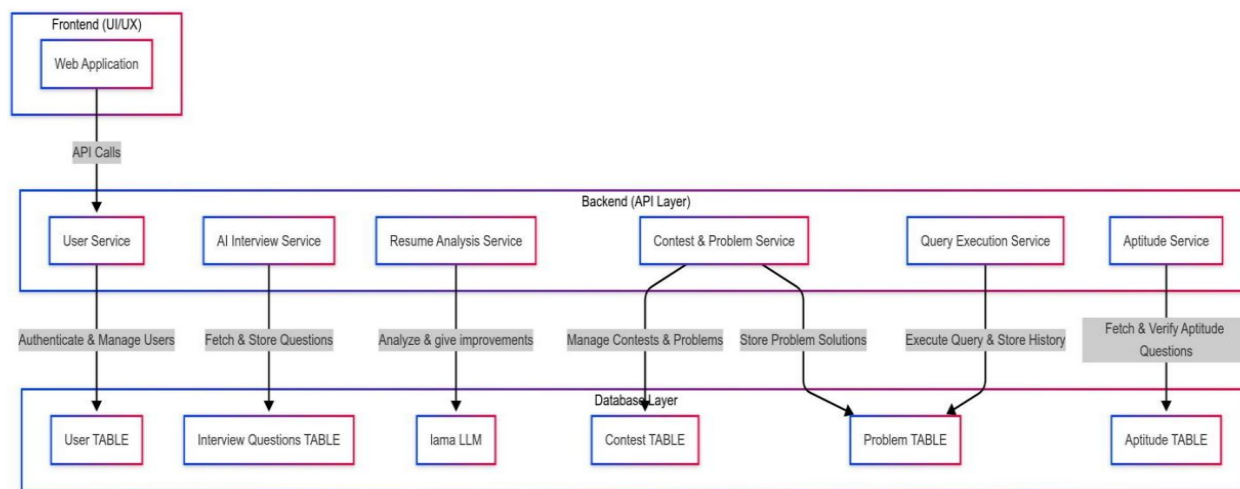 Frontend (UI/UX)
Web Application
API Calls
Backend (API Layer)
User Service
AI Interview Service
Resume Analysis Service
Contest & Problem Service
Query Execution Service
Aptitude Service
Authenticate & Manage Users
Fetch & Store Questions
Analyze & give improvements
Manage Contests & Problems
Store Problem Solutions
Execute Query & Store History
Fetch & Verify Aptitude
Questions
Database Layer
User TABLE
Interview Questions TABLE
lama LLM
Contest TABLE
Problem TABLE
Aptitude TABLE